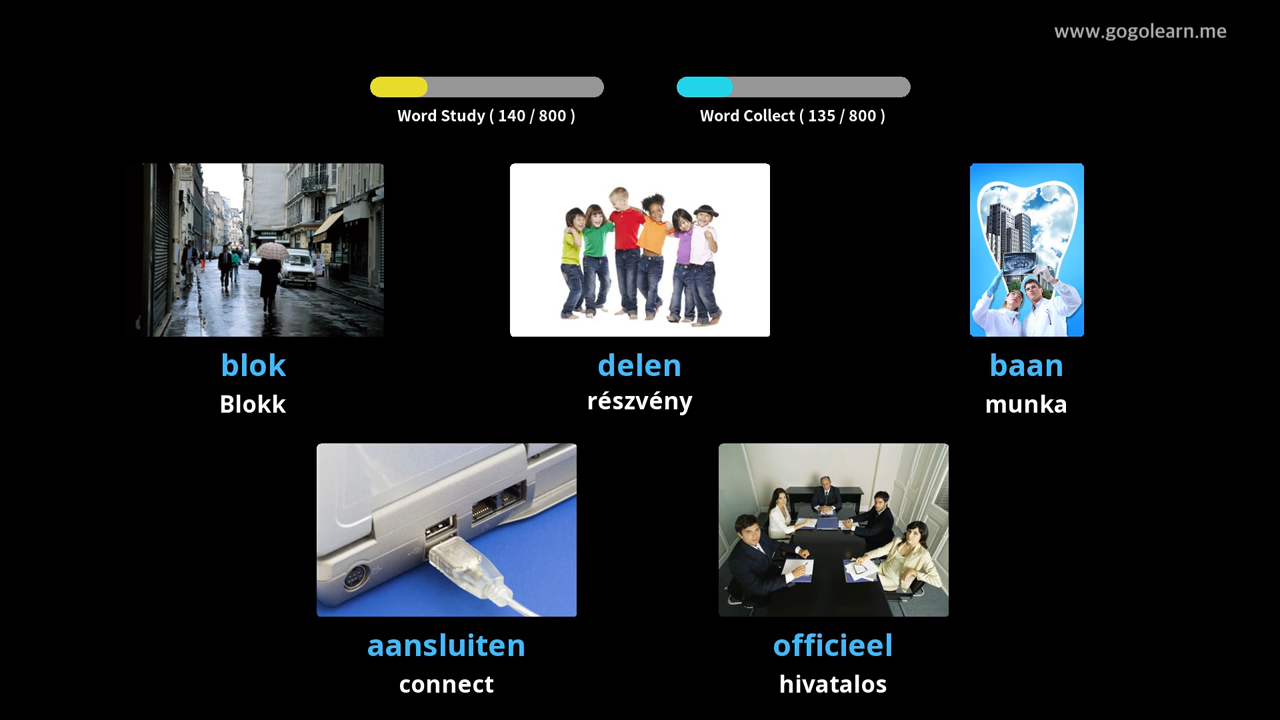 www.gogolearn.me
Word Study ( 140 / 800 )
Word Collect ( 135 / 800 )
blok
delen
baan
Blokk
részvény
munka
aansluiten
officieel
connect
hivatalos